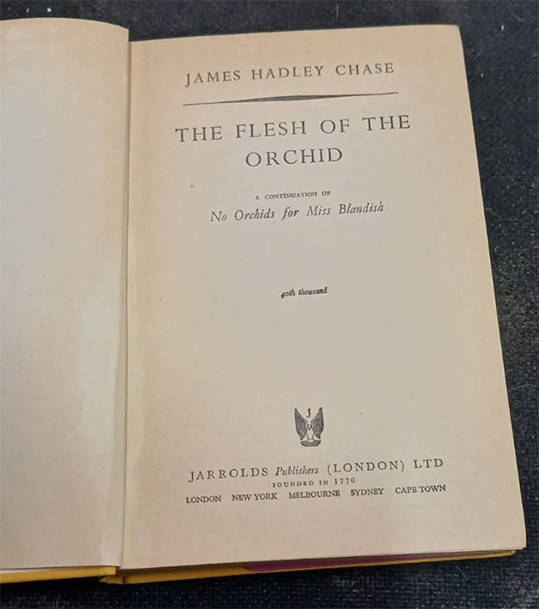 JAMES HADLEY CHASE
THE FLESH OF THE
ORCHID
A CONTINUATION OF
No Orchids for Miss Blandish
40th thousand
J
JARROLDS Publishers (LONDON) LTD
FOUNDED IN 1770
LONDON NEW YORK MELBOURNE SYDNEY CAPE TOWN